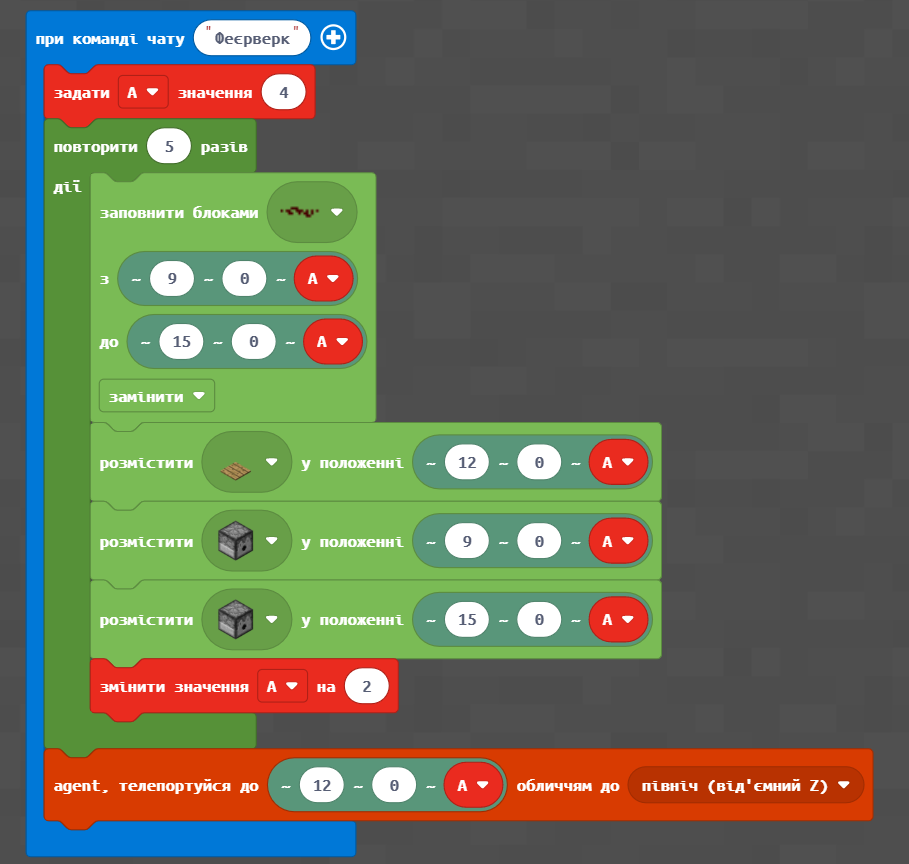 при команді чату "Феєрверк"
задати A значення 4
повторити 5 разів
дії
заповнити блоками
з ~ 9 ~ 0 ~ A
до ~ 15 ~ 0 ~ A
замінити
розмістити у положенні ~ 12 ~ 0 ~ A
розмістити у положенні ~ 9 ~ 0 ~ A
розмістити у положенні ~ 15 ~ 0 ~ A
змінити значення A на 2
agent, телепортуйся до ~ 12 ~ 0 ~ A обличчям до північ (від'ємний Z)